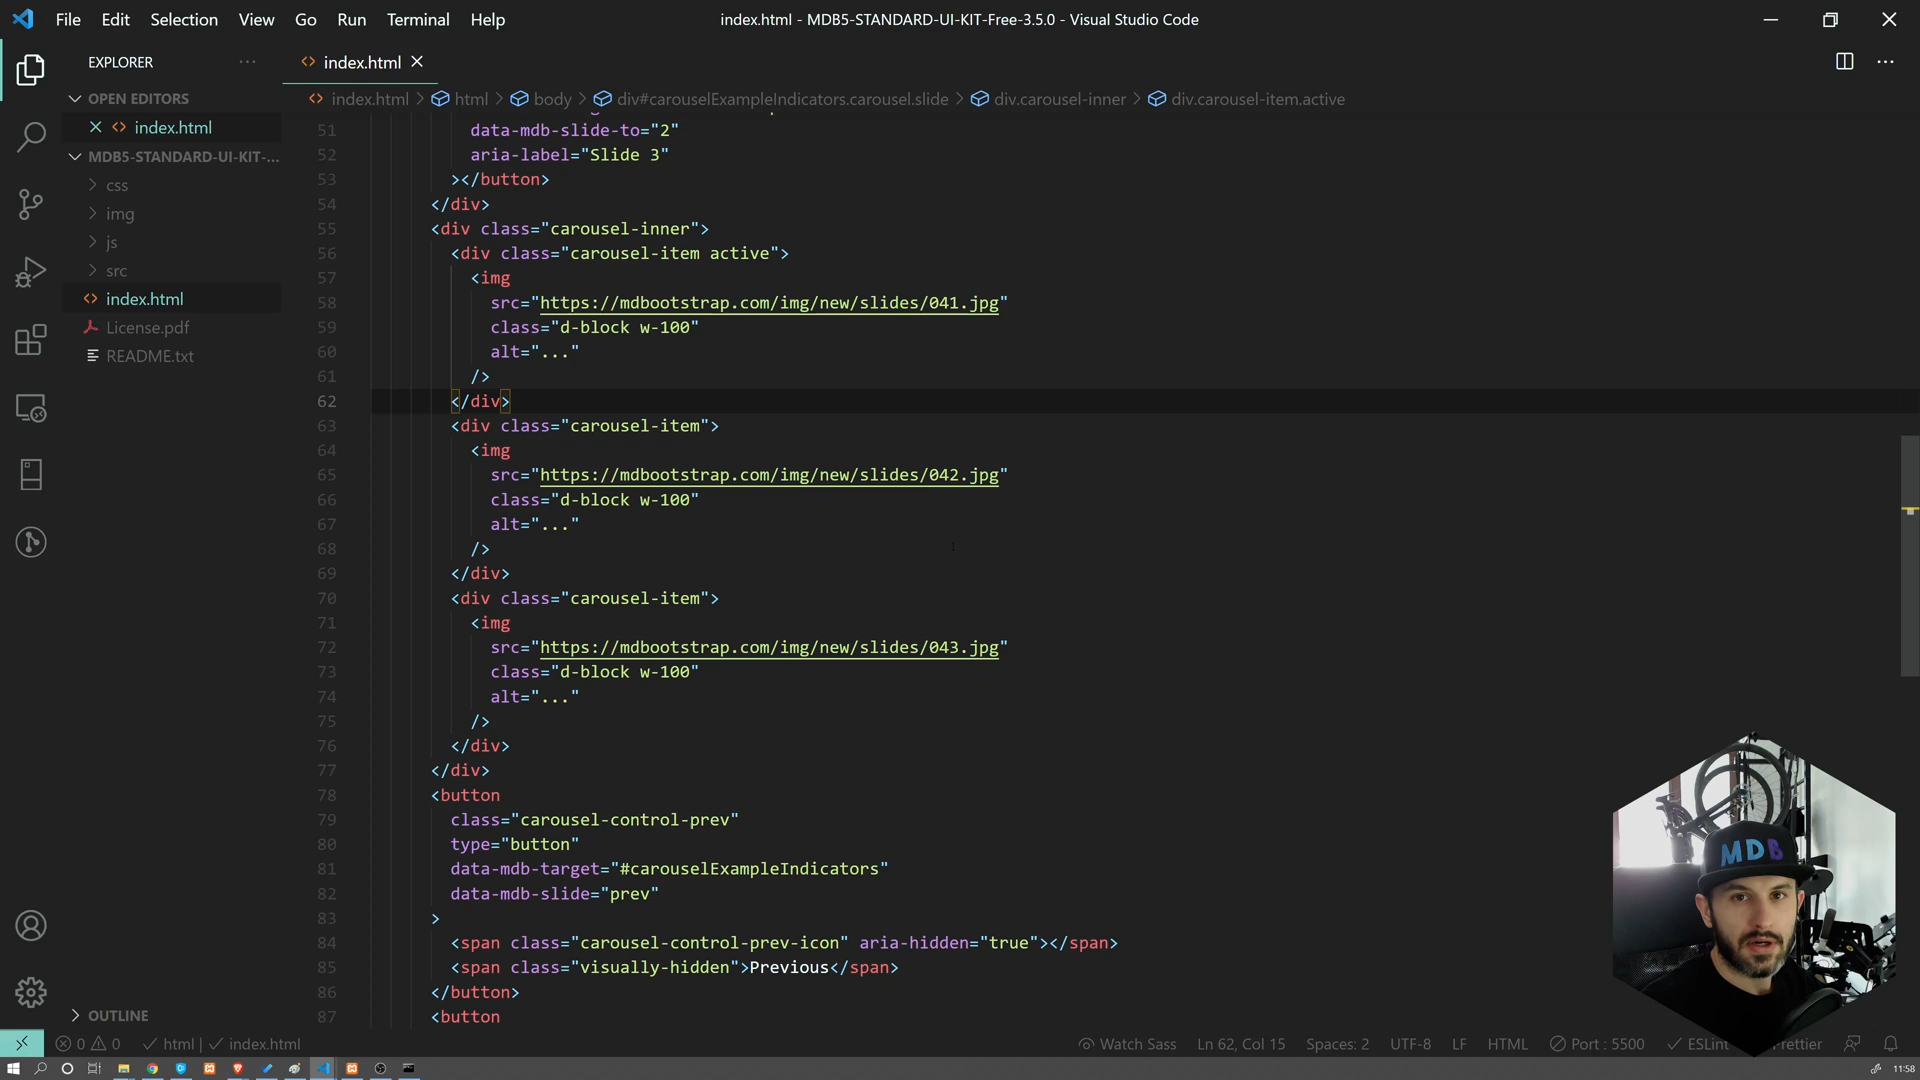 File Edit Selection View Go Run Terminal Help
index.html - MDB5-STANDARD-UI-KIT-Free-3.5.0 - Visual Studio Code
EXPLORER
index.html
OPEN EDITORS
index.html
MDB5-STANDARD-UI-KIT-...
css
img
js
src
index.html
License.pdf
README.txt
OUTLINE
index.html > html > body > div#carouselExampleIndicators.carousel.slide > div.carousel-inner > div.carousel-item.active
51 data-mdb-slide-to="2"
52 aria-label="Slide 3"
53 ></button>
54 </div>
55 <div class="carousel-inner">
56 <div class="carousel-item active">
57 <img
58 src="https://mdbootstrap.com/img/new/slides/041.jpg"
59 class="d-block w-100"
60 alt="..."
61 />
62 </div>
63 <div class="carousel-item">
64 <img
65 src="https://mdbootstrap.com/img/new/slides/042.jpg"
66 class="d-block w-100"
67 alt="..."
68 />
69 </div>
70 <div class="carousel-item">
71 <img
72 src="https://mdbootstrap.com/img/new/slides/043.jpg"
73 class="d-block w-100"
74 alt="..."
75 />
76 </div>
77 </div>
78 <button
79 class="carousel-control-prev"
80 type="button"
81 data-mdb-target="#carouselExampleIndicators"
82 data-mdb-slide="prev"
83 >
84 <span class="carousel-control-prev-icon" aria-hidden="true"></span>
85 <span class="visually-hidden">Previous</span>
86 </button>
87 <button
MDB
0 0 html | index.html
Watch Sass Ln 62, Col 15 Spaces: 2 UTF-8 LF HTML Port : 5500 ESLint
11:58